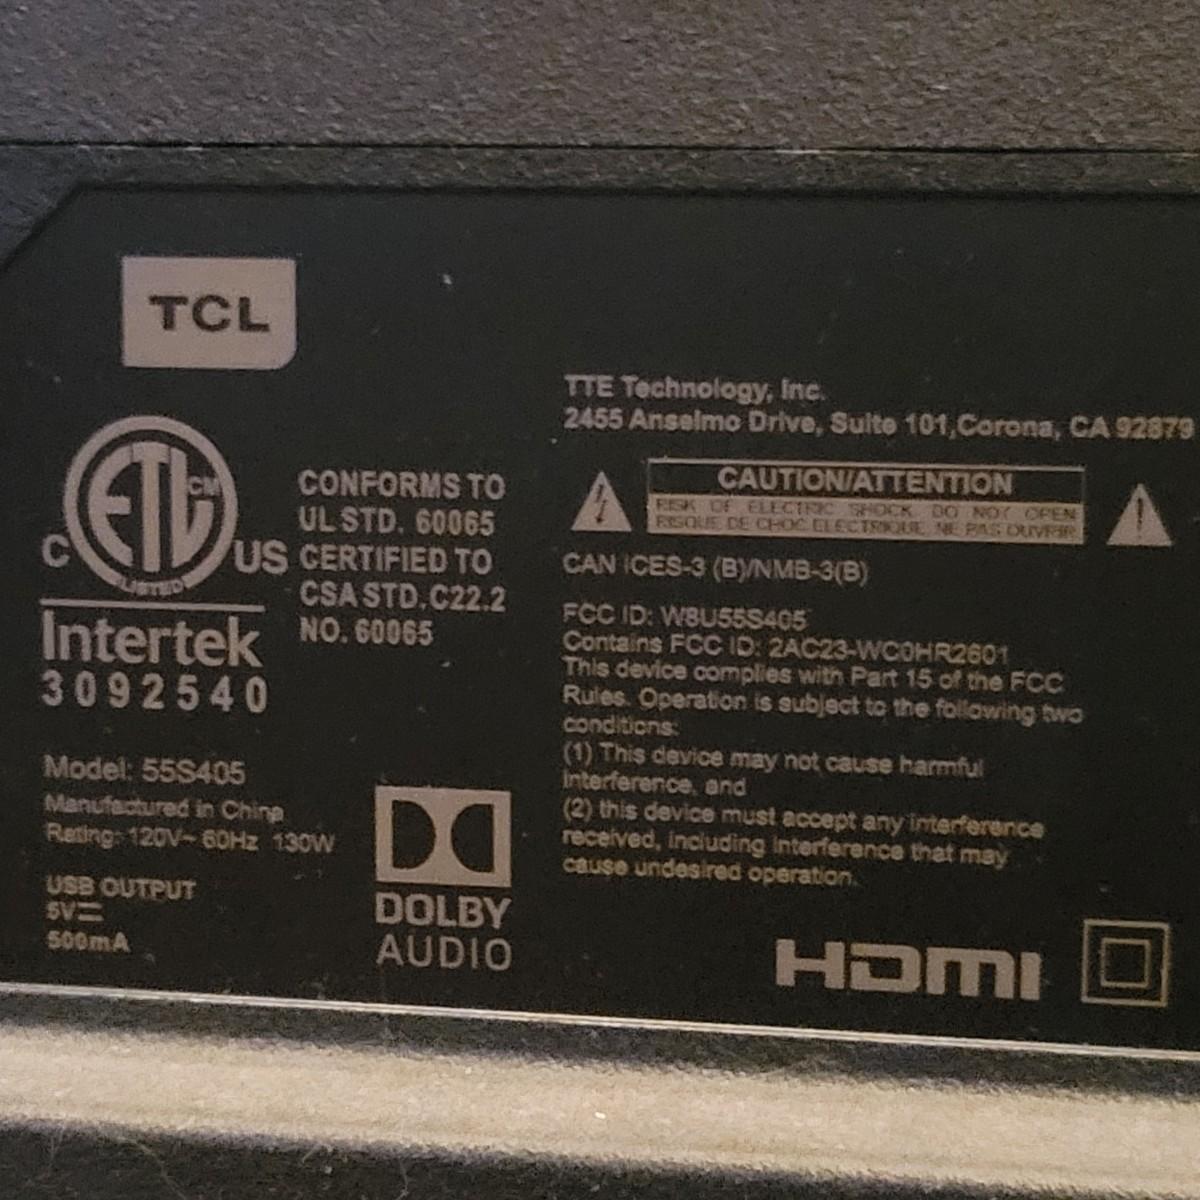 TCL
ETL CM
C US
LISTED
Intertek
3092540
CONFORMS TO
UL STD. 60065
CERTIFIED TO
CSA STD.C22.2
NO. 60065
Model: 55S405
Manufactured in China
Rating: 120V~ 60Hz 130W
USB OUTPUT
5V⎓
500mA
DOLBY
AUDIO
TTE Technology, Inc.
2455 Anselmo Drive, Suite 101,Corona, CA 92879
CAUTION/ATTENTION
RISK OF ELECTRIC SHOCK DO NOT OPEN
RISQUE DE CHOC ELECTRIQUE NE PAS OUVRIR
CAN ICES-3 (B)/NMB-3(B)
FCC ID: W8U55S405
Contains FCC ID: 2AC23-WC0HR2601
This device complies with Part 15 of the FCC
Rules. Operation is subject to the following two
conditions:
(1) This device may not cause harmful
interference, and
(2) this device must accept any interference
received, including interference that may
cause undesired operation.
HDMI